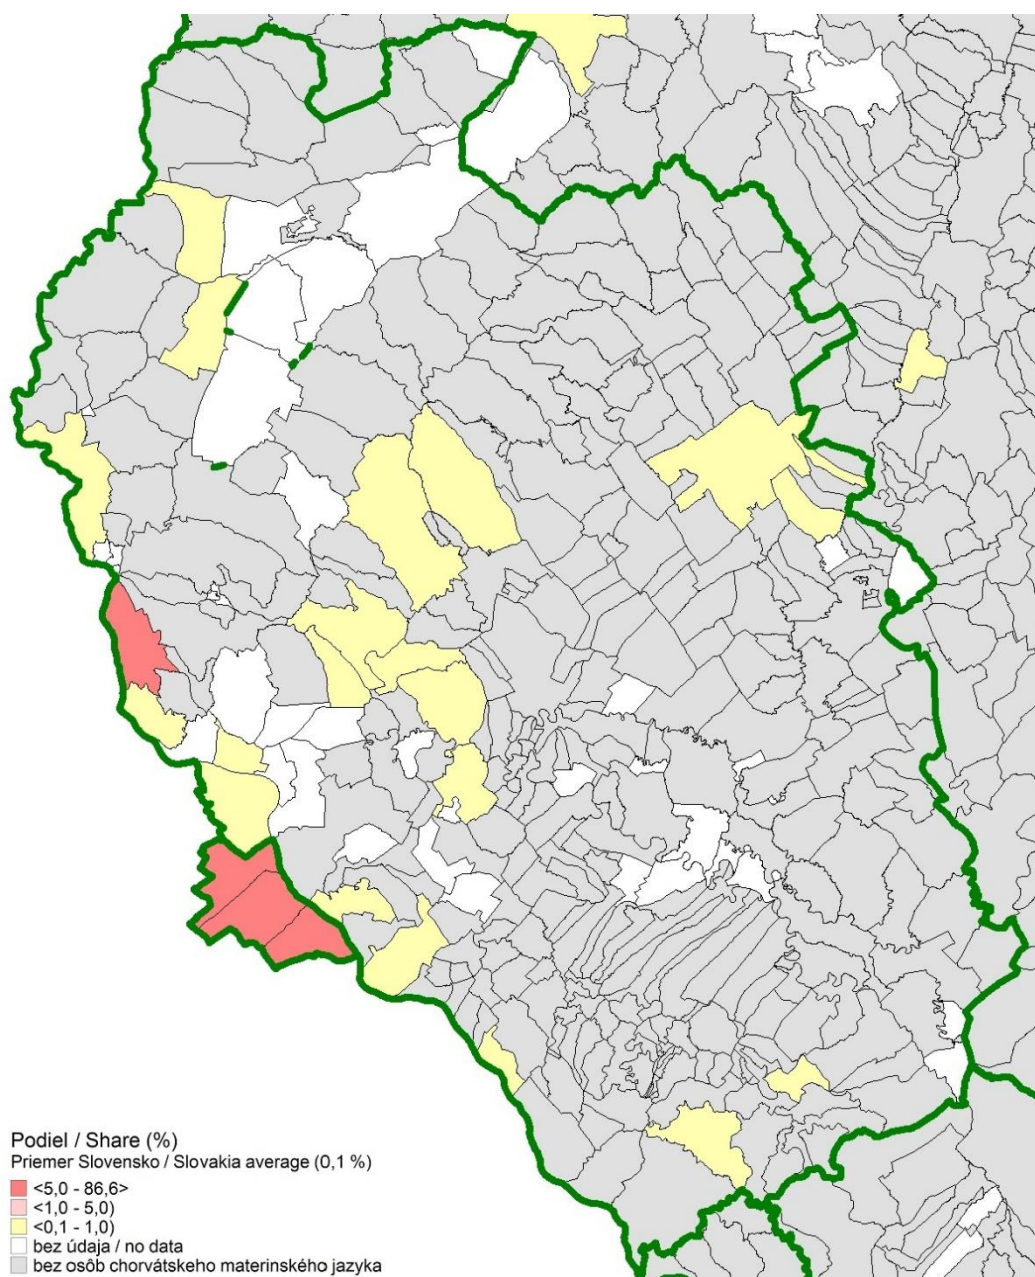 Podiel / Share (%)
Priemer Slovensko / Slovakia average (0,1 %)
<5,0 - 86,6>
<1,0 - 5,0)
<0,1 - 1,0)
bez údaja / no data
bez osôb chorvátskeho materinského jazyka